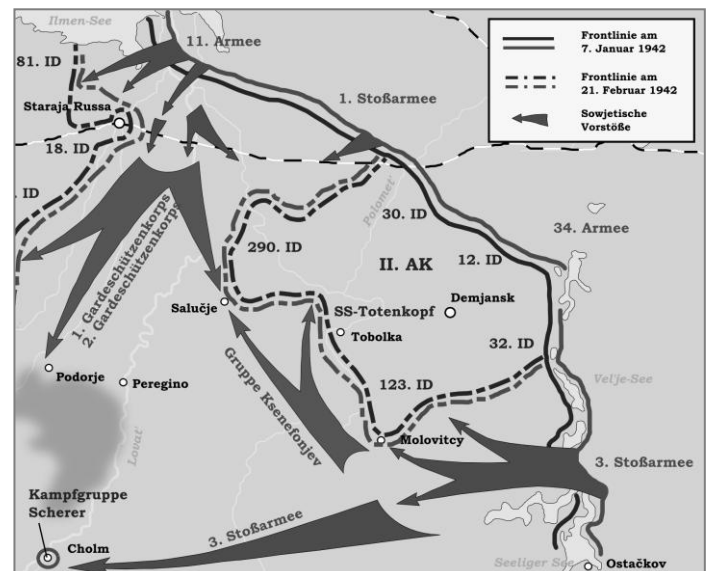 Ilmen-See
11. Armee
81. ID
Staraja Russa
18. ID
. ID
1. Stoßarmee
Frontlinie am
7. Januar 1942
Frontlinie am
21. Februar 1942
Sowjetische
Vorstöße
Polomet'
30. ID
290. ID
II. AK
12. ID
34. Armee
1. Gardeschützenkorps
2. Gardeschützenkorps
Salučje
SS-Totenkopf
Demjansk
Tobolka
32. ID
Podorje
Peregino
Gruppe Ksenefonjev
123. ID
Vel'je-See
Molovitcy
Lovat'
3. Stoßarmee
Kampfgruppe
Scherer
Cholm
3. Stoßarmee
Seeliger See
Ostačkov